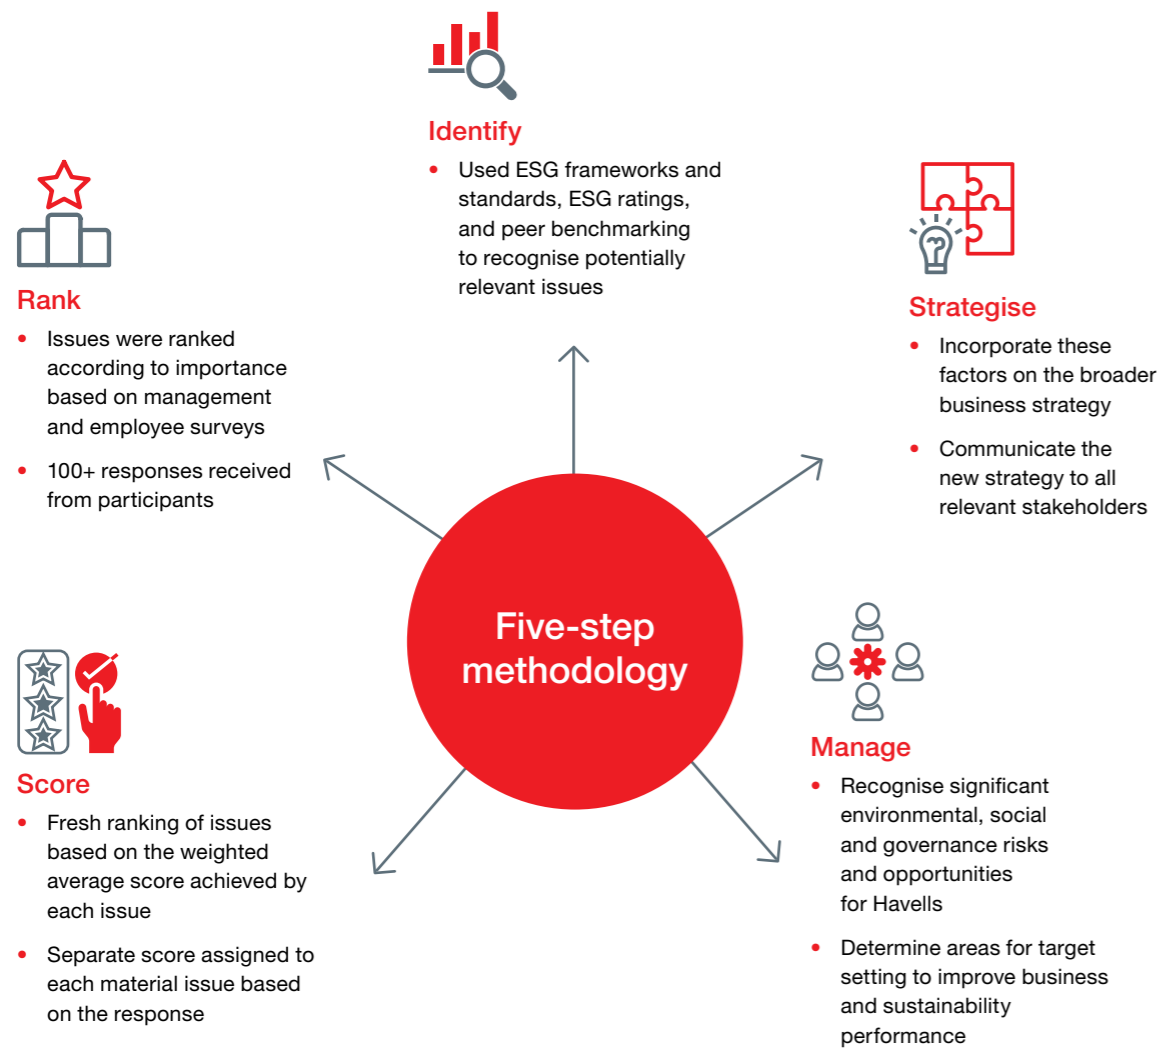 Identify
• Used ESG frameworks and
standards, ESG ratings,
and peer benchmarking
to recognise potentially
relevant issues
Rank
• Issues were ranked
according to importance
based on management
and employee surveys
• 100+ responses received
from participants
Strategise
• Incorporate these
factors on the broader
business strategy
• Communicate the
new strategy to all
relevant stakeholders
Five-step
methodology
Score
• Fresh ranking of issues
based on the weighted
average score achieved by
each issue
• Separate score assigned to
each material issue based
on the response
Manage
• Recognise significant
environmental, social
and governance risks
and opportunities
for Havells
• Determine areas for target
setting to improve business
and sustainability
performance